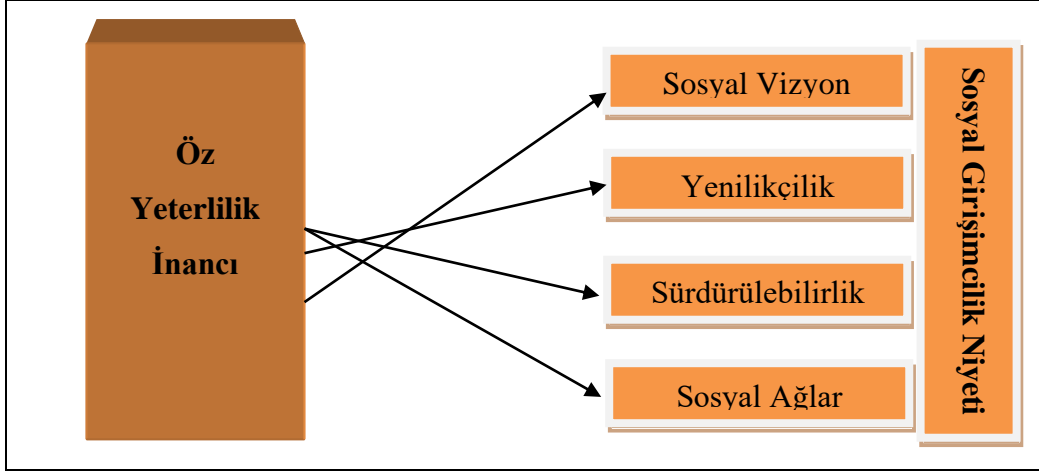 Öz
Yeterlilik
İnancı
Sosyal Vizyon
Yenilikçilik
Sürdürülebilirlik
Sosyal Ağlar
Sosyal Girişimcilik Niyeti